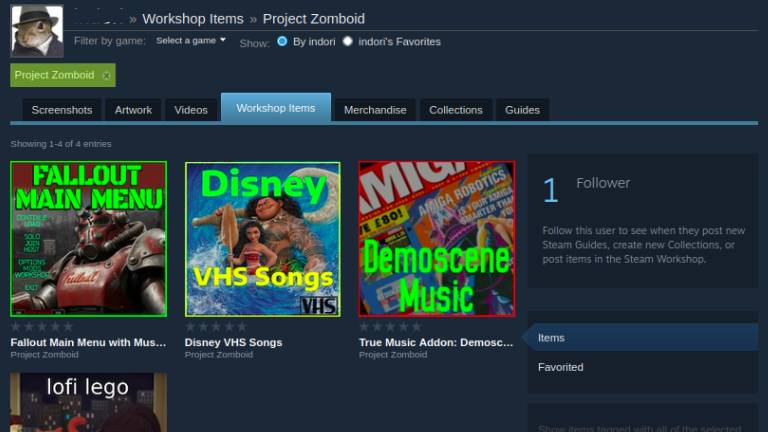 » Workshop Items » Project Zomboid
Filter by game: Select a game Show: By indori indori's Favorites
Project Zomboid
Screenshots Artwork Videos Workshop Items Merchandise Collections Guides
Showing 1-4 of 4 entries
FALLOUT
MAIN MENU
CONTINUE
LOAD
SOLO
JOIN
HOST
OPTIONS
MODS
WORKSHOP
EXIT
Disney
VHS Songs
VHS
AMIGA
AMIGA ROBOTICS
£80!
Demoscene
Music
1 Follower
Follow this user to see when they post new
Steam Guides, create new Collections, or
post items in the Steam Workshop.
Fallout Main Menu with Mus...
Project Zomboid
Disney VHS Songs
Project Zomboid
True Music Addon: Demosc...
Project Zomboid
Items
Favorited
lofi lego
Show items tagged with all of the selected